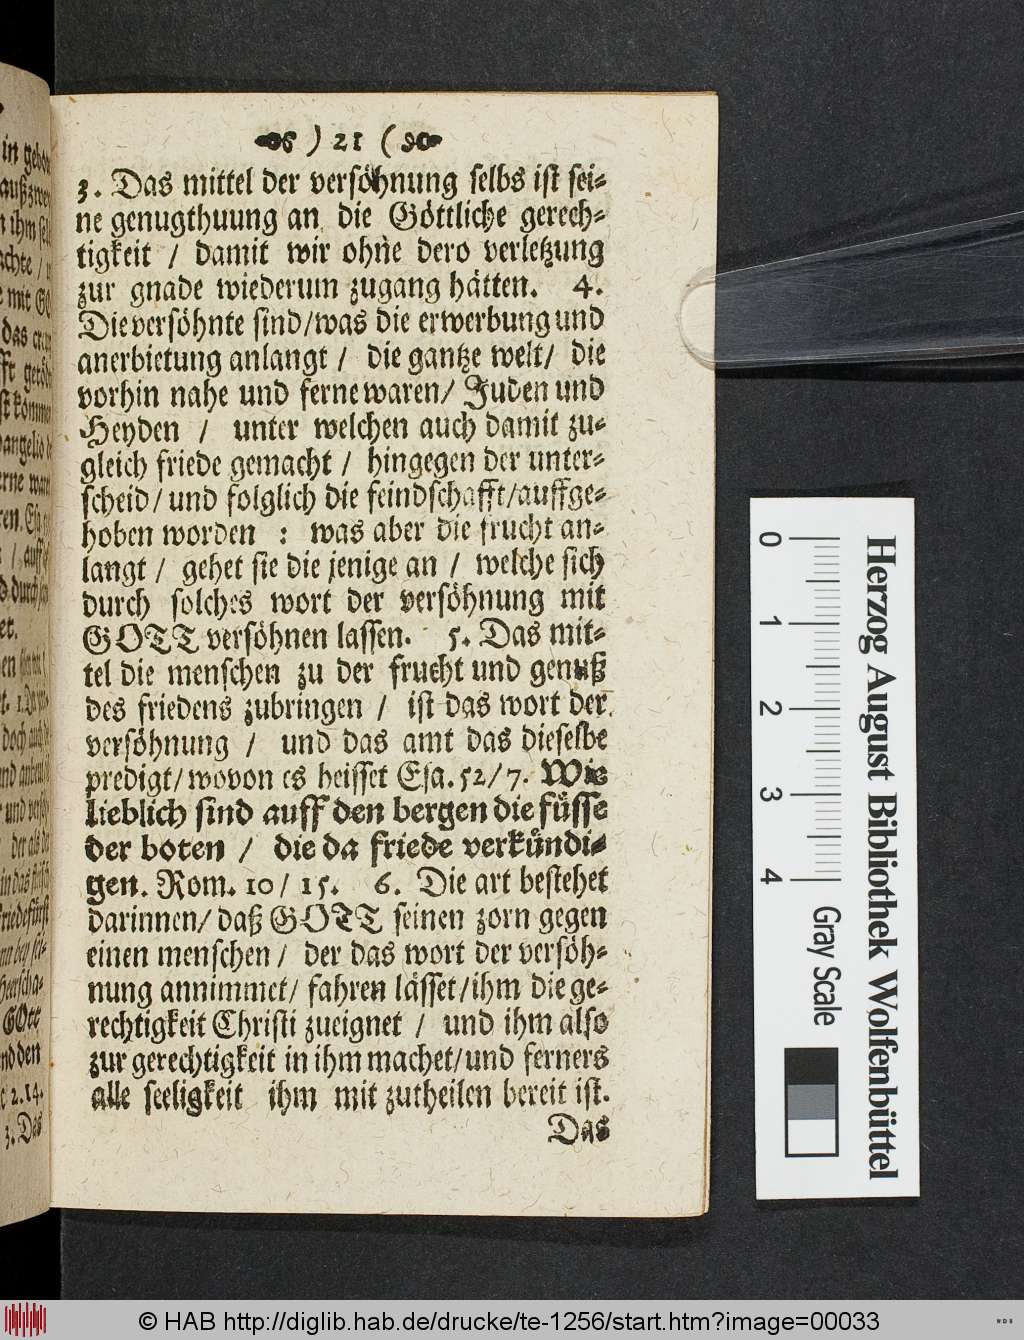 ) 21 (
3. Das mittel der versöhnung selbs ist sei-
ne genugthuung an die Göttliche gerech-
tigkeit / damit wir ohne dero verletzung
zur gnade wiederum zugang hätten. 4.
Die versöhnte sind/was die erwerbung und
anerbietung anlangt / die gantze welt/ die
vorhin nahe und ferne waren/ Juden und
Heyden / unter welchen auch damit zu-
gleich friede gemacht / hingegen der unter-
scheid/ und folglich die feindschafft/auffge-
hoben worden : was aber die frucht an-
langt / gehet sie die jenige an / welche sich
durch solches wort der versöhnung mit
GOTT versöhnen lassen. 5. Das mit-
tel die menschen zu der frucht und genuß
des friedens zubringen / ist das wort der
versöhnung / und das amt das dieselbe
predigt/ wovon es heisset Esa. 52/7. Wie
lieblich sind auff den bergen die füsse
der boten / die da friede verkündi-
gen. Rom. 10/ 15. 6. Die art bestehet
darinnen/ daß GOTT seinen zorn gegen
einen menschen / der das wort der versöh-
nung annimmet/ fahren lässet/ihm die ge-
rechtigkeit Christi zueignet / und ihm also
zur gerechtigkeit in ihm machet/und ferners
alle seeligkeit ihm mit zutheilen bereit ist.
Das
0 1 2 3 4
Gray Scale
Herzog August Bibliothek Wolfenbüttel
© HAB http://diglib.hab.de/drucke/te-1256/start.htm?image=00033